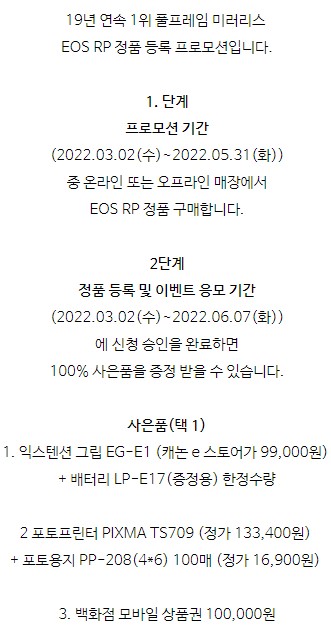 19년 연속 1위 풀프레임 미러리스
EOS RP 정품 등록 프로모션입니다.
1. 단계
프로모션 기간
(2022.03.02(수)~2022.05.31(화))
중 온라인 또는 오프라인 매장에서
EOS RP 정품 구매합니다.
2단계
정품 등록 및 이벤트 응모 기간
(2022.03.02(수)~2022.06.07(화))
에 신청 승인을 완료하면
100% 사은품을 증정 받을 수 있습니다.
사은품(택 1)
1. 익스텐션 그립 EG-E1 (캐논 e 스토어가 99,000원)
+ 배터리 LP-E17(증정용) 한정수량
2 포토프린터 PIXMA TS709 (정가 133,400원)
+ 포토용지 PP-208(4*6) 100매 (정가 16,900원)
3. 백화점 모바일 상품권 100,000원